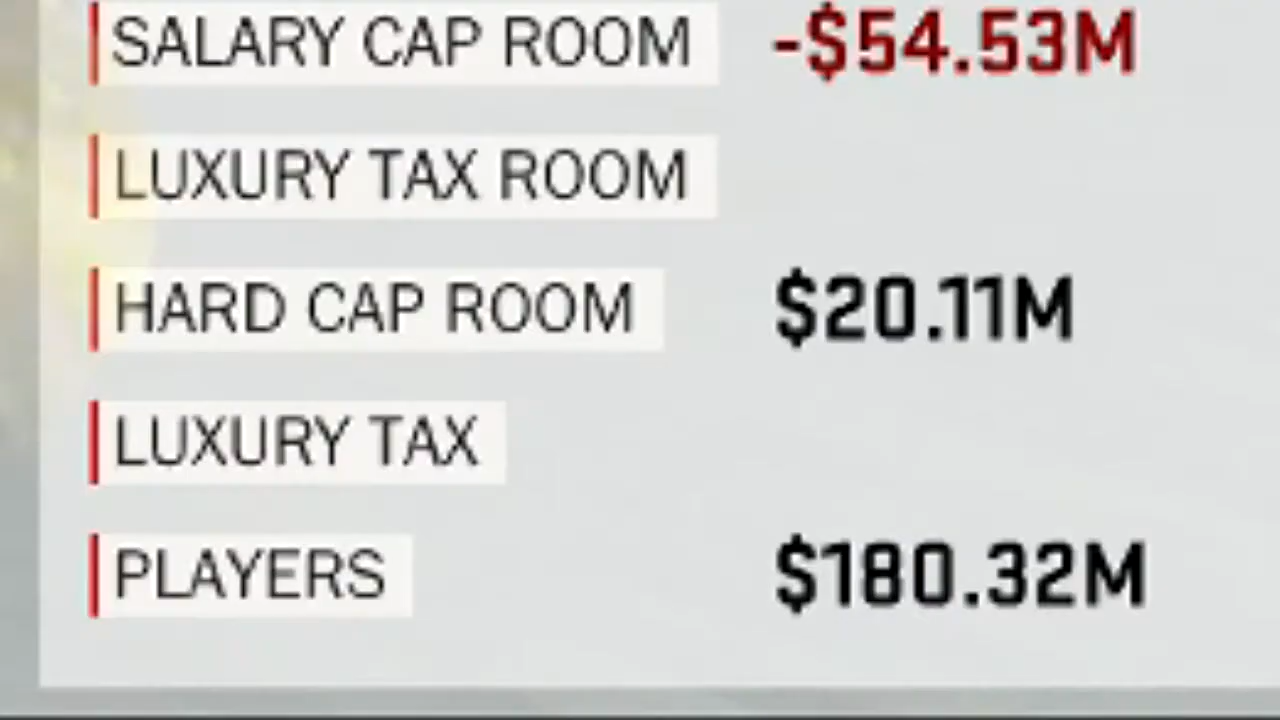 SALARY CAP ROOM -$54.53M
LUXURY TAX ROOM
HARD CAP ROOM $20.11M
LUXURY TAX
PLAYERS $180.32M